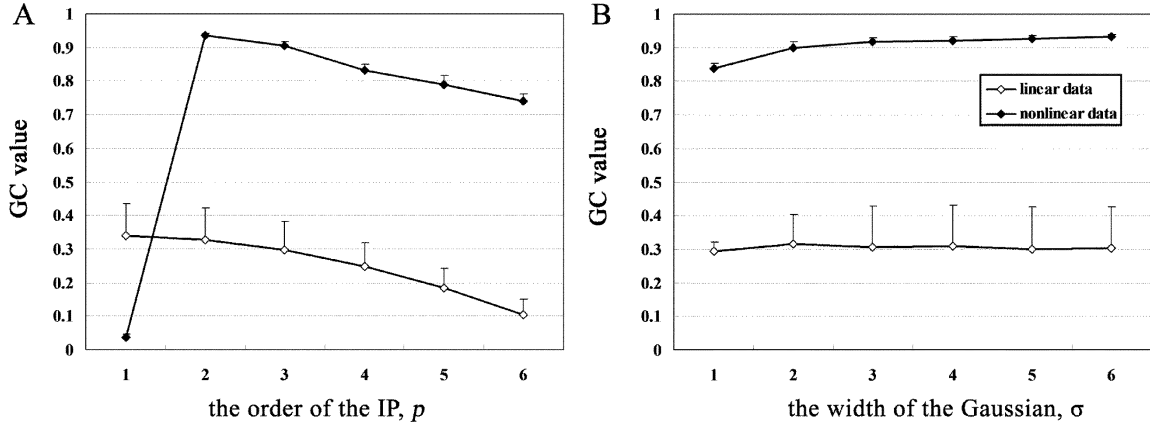 A
GC value
1
0.9
0.8
0.7
0.6
0.5
0.4
0.3
0.2
0.1
0
1 2 3 4 5 6
the order of the IP, p
B
GC value
1
0.9
0.8
0.7
0.6
0.5
0.4
0.3
0.2
0.1
0
1 2 3 4 5 6
the width of the Gaussian, σ
linear data
nonlinear data